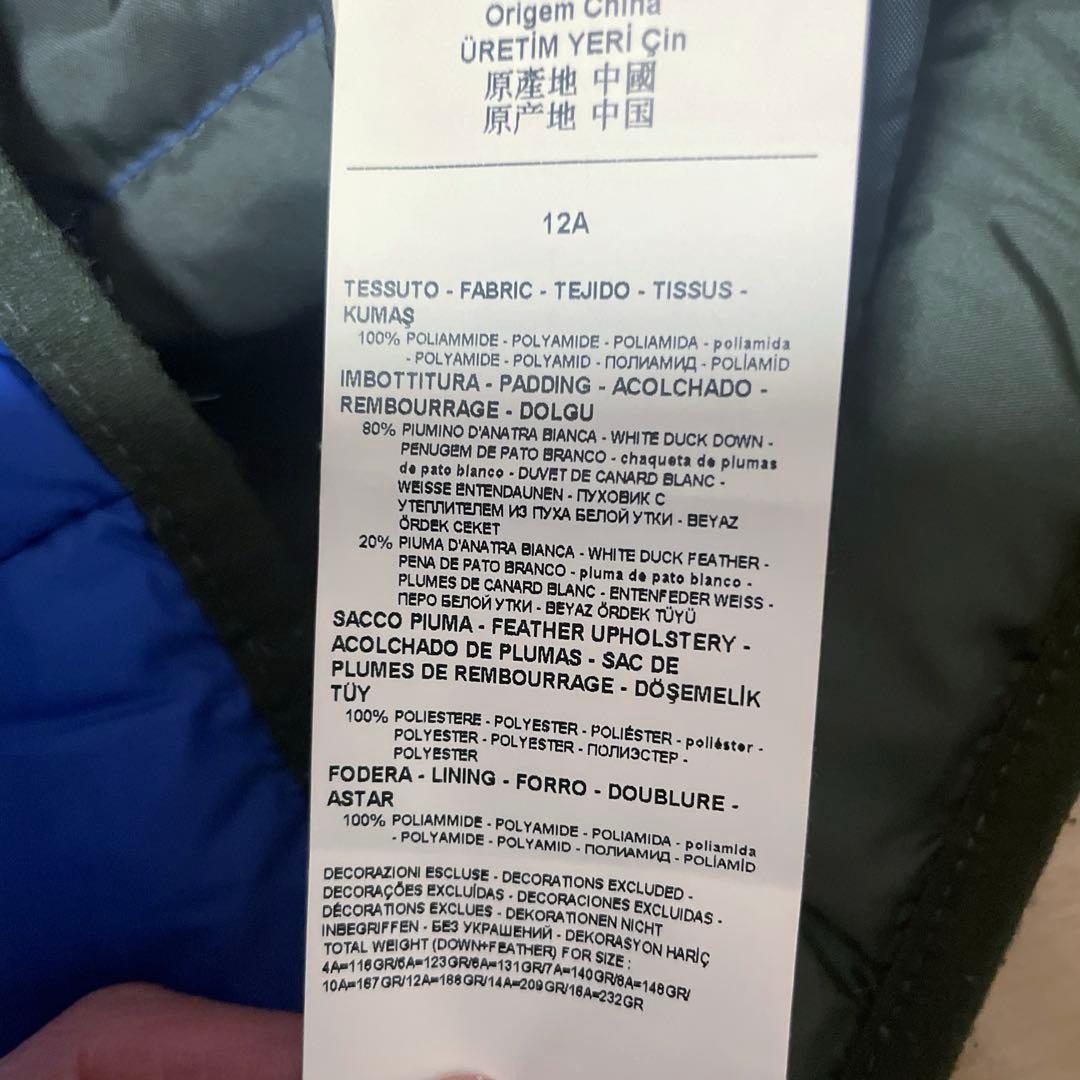 Origem China
ÜRETİM YERİ Çin
原產地 中國
原产地 中国
12A
TESSUTO - FABRIC - TEJIDO - TISSUS -
KUMAŞ
100% POLIAMMIDE - POLYAMIDE - POLIAMIDA - poliamida
- POLYAMIDE - POLYAMID - ПОЛИАМИД - POLİAMİD
IMBOTTITURA - PADDING - ACOLCHADO -
REMBOURRAGE - DOLGU
80% PIUMINO D'ANATRA BIANCA - WHITE DUCK DOWN -
PENUGEM DE PATO BRANCO - chaqueta de plumas
de pato blanco - DUVET DE CANARD BLANC -
WEISSE ENTENDAUNEN - ПУХОВИК С
УТЕПЛИТЕЛЕМ ИЗ ПУХА БЕЛОЙ УТКИ - BEYAZ
ÖRDEK CEKET
20% PIUMA D'ANATRA BIANCA - WHITE DUCK FEATHER -
PENA DE PATO BRANCO - pluma de pato blanco -
PLUMES DE CANARD BLANC - ENTENFEDER WEISS -
ПЕРО БЕЛОЙ УТКИ - BEYAZ ÖRDEK TÜYÜ
SACCO PIUMA - FEATHER UPHOLSTERY -
ACOLCHADO DE PLUMAS - SAC DE
PLUMES DE REMBOURRAGE - DÖŞEMELİK
TÜY
100% POLIESTERE - POLYESTER - POLIÉSTER - poliéster -
POLYESTER - POLYESTER - ПОЛИЭСТЕР -
POLYESTER
FODERA - LINING - FORRO - DOUBLURE -
ASTAR
100% POLIAMMIDE - POLYAMIDE - POLIAMIDA - poliamida
- POLYAMIDE - POLYAMID - ПОЛИАМИД - POLİAMİD
DECORAZIONI ESCLUSE - DECORATIONS EXCLUDED -
DECORAÇÕES EXCLUÍDAS - DECORACIONES EXCLUIDAS -
DÉCORATIONS EXCLUES - DEKORATIONEN NICHT
INBEGRIFFEN - БЕЗ УКРАШЕНИЙ - DEKORASYON HARİÇ
TOTAL WEIGHT (DOWN+FEATHER) FOR SIZE :
4A=116GR/5A=123GR/6A=131GR/7A=140GR/8A=148GR/
10A=167GR/12A=188GR/14A=209GR/16A=232GR